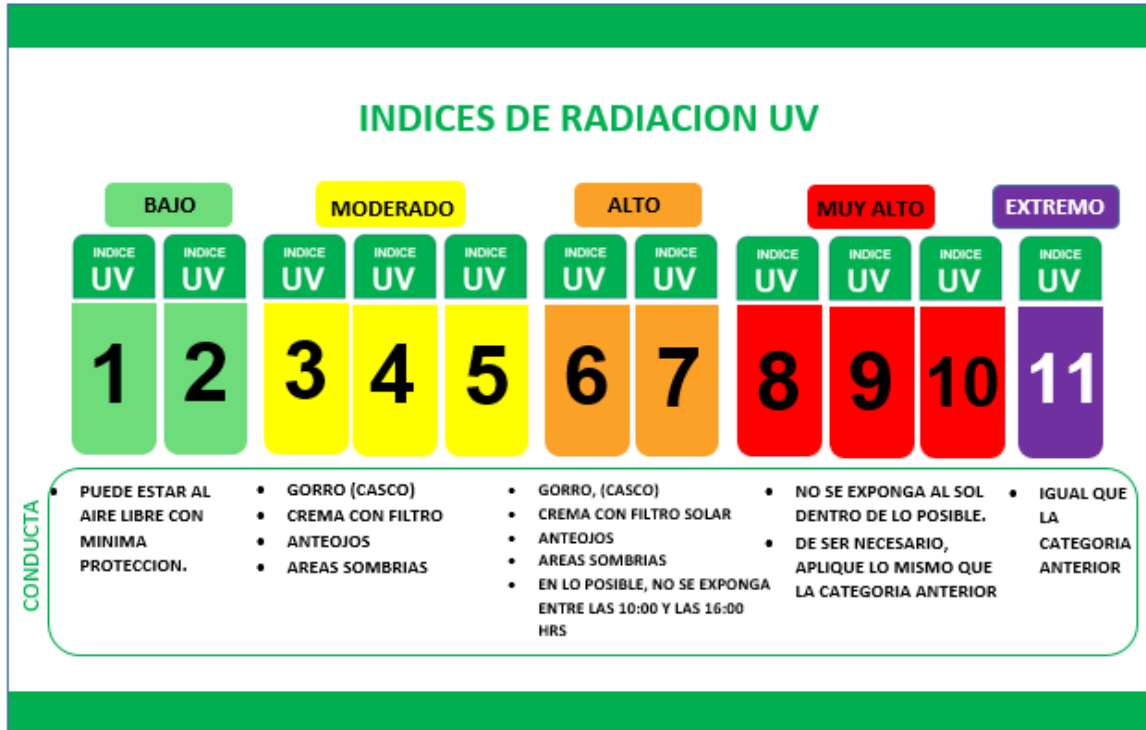 INDICES DE RADIACION UV
BAJO
MODERADO
ALTO
MUY ALTO
EXTREMO
INDICE
UV
1
INDICE
UV
2
INDICE
UV
3
INDICE
UV
4
INDICE
UV
5
INDICE
UV
6
INDICE
UV
7
INDICE
UV
8
INDICE
UV
9
INDICE
UV
10
INDICE
UV
11
CONDUCTA
• PUEDE ESTAR AL
AIRE LIBRE CON
MINIMA
PROTECCION.
• GORRO (CASCO)
• CREMA CON FILTRO
• ANTEOJOS
• AREAS SOMBRIAS
• GORRO, (CASCO)
• CREMA CON FILTRO SOLAR
• ANTEOJOS
• AREAS SOMBRIAS
• EN LO POSIBLE, NO SE EXPONGA
ENTRE LAS 10:00 Y LAS 16:00
HRS
• NO SE EXPONGA AL SOL
DENTRO DE LO POSIBLE.
• DE SER NECESARIO,
APLIQUE LO MISMO QUE
LA CATEGORIA ANTERIOR
• IGUAL QUE
LA
CATEGORIA
ANTERIOR